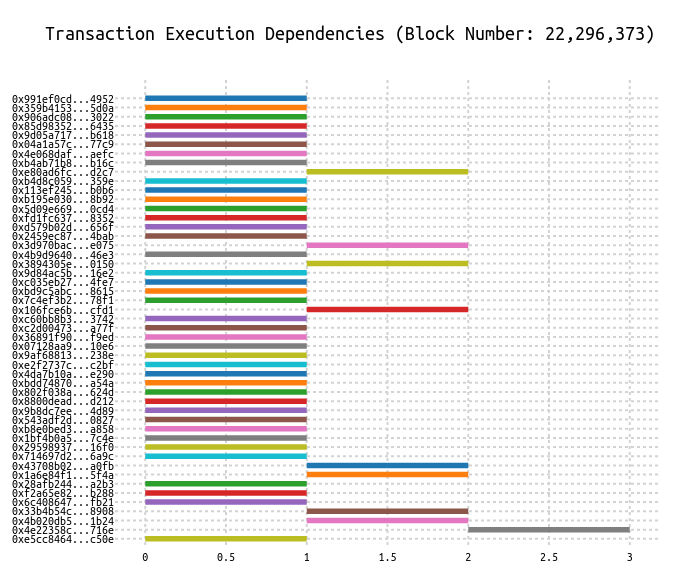 Transaction Execution Dependencies (Block Number: 22,296,373)
0x991ef0cd...4952
0x359b4153...5d0a
0x906adc08...3022
0x85d98352...6435
0x9d05a717...b618
0x04a1a57c...77c9
0x4e068daf...aefc
0xb4ab71b8...b16c
0xe80ad6fc...d2c7
0xb4d8c059...359e
0x113ef245...b0b6
0xb195e030...8b92
0x5d09e669...0cd4
0xfd1fc637...8352
0xd579b02d...656f
0x2459ec87...4bab
0x3d970bac...e075
0x4b9d9640...46e3
0x3894305e...0150
0x9d84ac5b...16e2
0xc035eb27...4fe7
0xbd9c5abc...8615
0x7c4ef3b2...78f1
0x106fce6b...cfd1
0xc60bb8b3...3742
0xc2d00473...a77f
0x36891f90...f9ed
0x07128aa9...10e6
0x9af68813...238e
0xe2f2737c...c2bf
0x4da7b10a...e290
0xbdd74870...a54a
0x802f038a...624d
0x8800dead...d212
0x9b8dc7ee...4d89
0x543adf2d...0827
0xb8e0bed3...a858
0x1bf4b0a5...7c4e
0x29598937...16f0
0x714697d2...6a9c
0x43708b02...a0fb
0x1a6e84f1...5f4a
0x28afb244...a2b3
0xf2a65e82...b288
0x6c408647...fb21
0x33b4b54c...8908
0x4b020db5...1b24
0x4e22358c...716e
0xe5cc8464...c50e
0 0.5 1 1.5 2 2.5 3